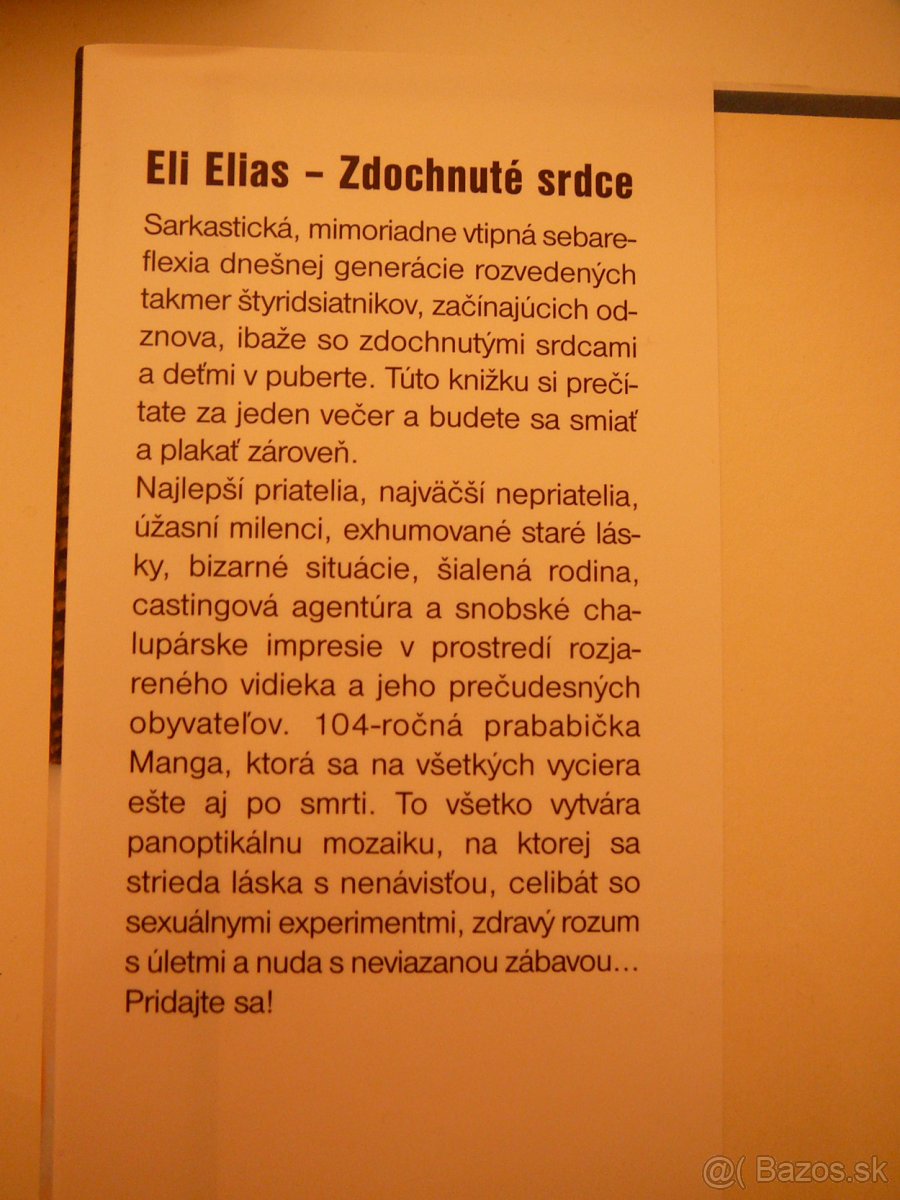 Eli Elias – Zdochnuté srdce
Sarkastická, mimoriadne vtipná sebare-
flexia dnešnej generácie rozvedených
takmer štyridsiatnikov, začínajúcich od-
znova, ibaže so zdochnutými srdcami
a deťmi v puberte. Túto knižku si prečí-
tate za jeden večer a budete sa smiať
a plakať zároveň.
Najlepší priatelia, najväčší nepriatelia,
úžasní milenci, exhumované staré lás-
ky, bizarné situácie, šialená rodina,
castingová agentúra a snobské cha-
lupárske impresie v prostredí rozja-
reného vidieka a jeho prečudesných
obyvateľov. 104-ročná prababička
Manga, ktorá sa na všetkých vyciera
ešte aj po smrti. To všetko vytvára
panoptikálnu mozaiku, na ktorej sa
strieda láska s nenávisťou, celibát so
sexuálnymi experimentmi, zdravý rozum
s úletmi a nuda s neviazanou zábavou...
Pridajte sa!
@( Bazos.sk